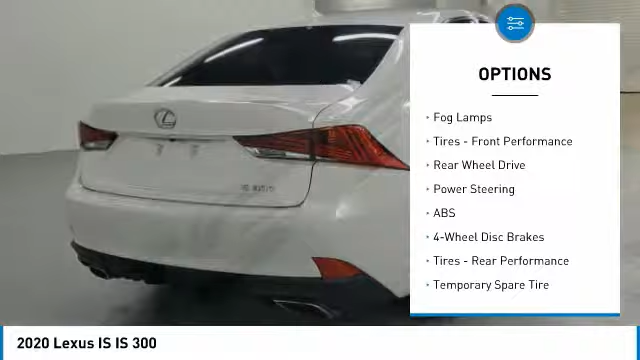 OPTIONS
Fog Lamps
Tires - Front Performance
Rear Wheel Drive
Power Steering
ABS
4-Wheel Disc Brakes
Tires - Rear Performance
Temporary Spare Tire
2020 Lexus IS IS 300